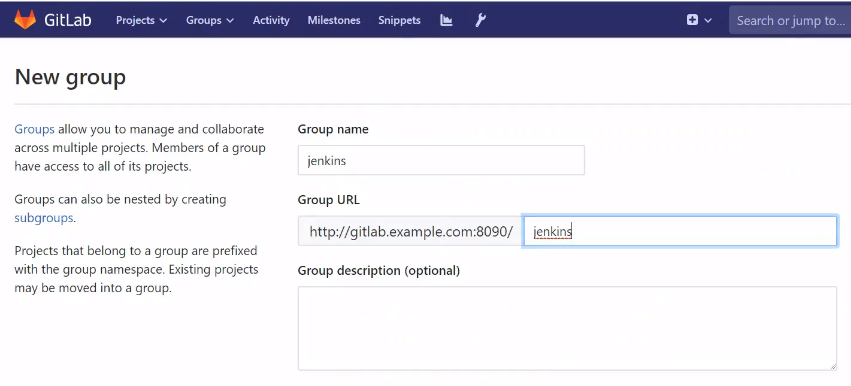 GitLab Projects Groups Activity Milestones Snippets Search or jump to...
New group
Groups allow you to manage and collaborate
across multiple projects. Members of a group
have access to all of its projects.
Groups can also be nested by creating
subgroups.
Projects that belong to a group are prefixed
with the group namespace. Existing projects
may be moved into a group.
Group name
jenkins
Group URL
http://gitlab.example.com:8090/ jenkins
Group description (optional)